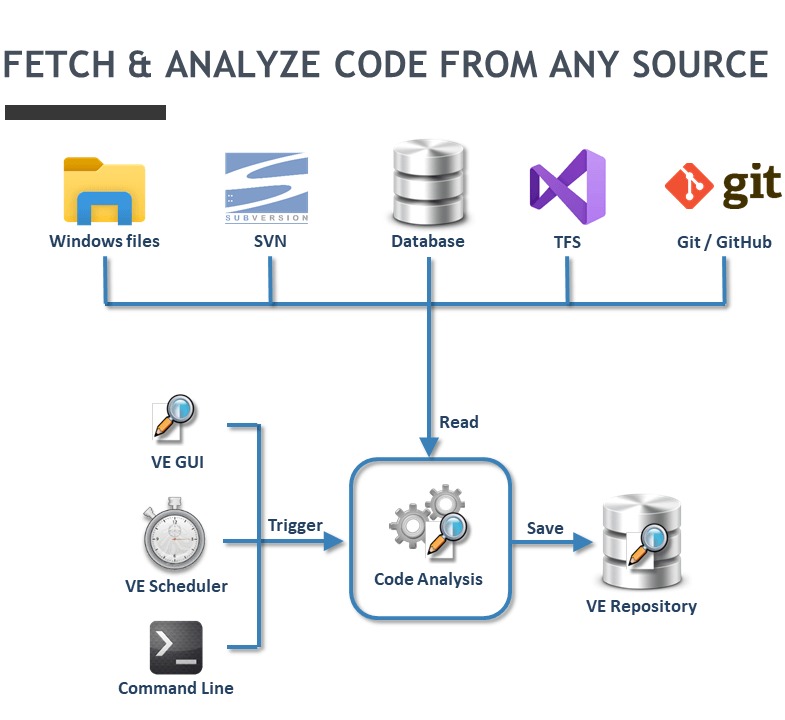 FETCH & ANALYZE CODE FROM ANY SOURCE
SUBVERSION
git
Windows files
SVN
Database
TFS
Git / GitHub
Read
VE GUI
Trigger
VE Scheduler
Code Analysis
Save
VE Repository
Command Line